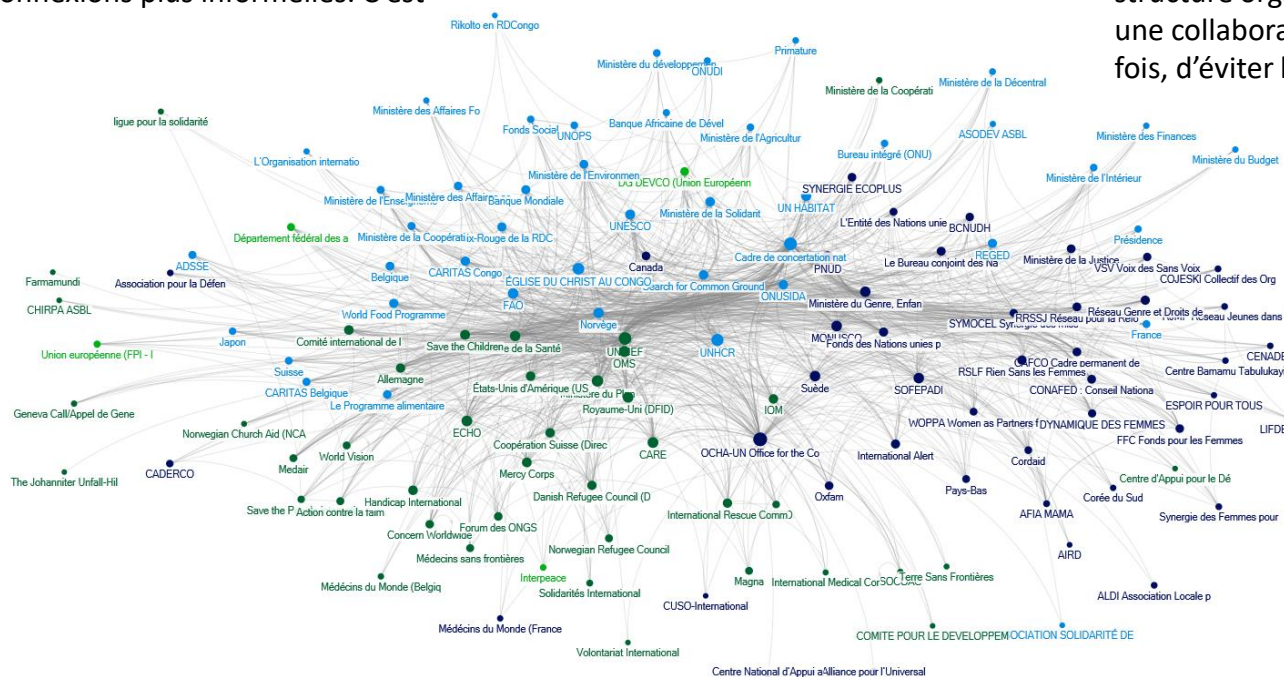 onnexions plus informelles. C'est
structure org
une collabora
fois, d'éviter l
Rikolto en RDCongo
Primature
Ministère du développemen
ONUDI
Ministère de la Coopérati
Ministère de la Décentral
Ministère des Affaires Fo
ligue pour la solidarité
Fonds Social
UNOPS
Banque Africaine de Dével
Ministère de l'Agricultur
ASODEV ASBL
Ministère des Finances
L'Organisation internatio
Bureau intégré (ONU)
Ministère du Budget
Ministère de l'Environnem
DG DEVCO (Union Européenn
SYNERGIE ECOPLUS
Ministère de l'Intérieur
Ministère de l'Ense
Ministère des Affaires
Banque Mondiale
Ministère de la Solidarit
UN HABITAT
L'Entité des Nations unie
BCNUDH
UNESCO
Département fédéral des a
Ministère de la Coopérati
x-Rouge de la RDC
Cadre de concertation nat
Présidence
REGED
Canada
PNUD
Le Bureau conjoint des Na
Ministère de la Justice
VSV Voix des Sans Voix
ADSSE
Belgique
CARITAS Congo
ÉGLISE DU CHRIST AU CONGO
Search for Common Ground
COJESKI Collectif des Org
Farmamundi
Association pour la Défen
FAO
ONUSIDA
Ministère du Genre, Enfan
CHIRPA ASBL
World Food Programme
Norvège
SYMOCEL
RRSSJ Réseau pour la
Réseau Genre et Droits de
Réseau Jeunes dans
France
Japon
Comité international de l
Save the Children
e de la Santé
UNICEF
OMS
UNHCR
MONUSCO
Fonds des Nations unies p
Union européenne (FPI - I
CAFCO Cadre permanent de
CENADE
Suisse
Allemagne
RSLF Rien Sans les Femmes
Centre Bamamu Tabulukayi
CARITAS Belgique
États-Unis d'Amérique (US
Ministère du Plan
Suède
SOFEPADI
CONAFED : Conseil Nationa
Le Programme alimentaire
Royaume-Uni (DFID)
IOM
ESPOIR POUR TOUS
Geneva Call/Appel de Gene
WOPPA Women as Partners f
DYNAMIQUE DES FEMMES
LIFDE
Norwegian Church Aid (NCA
ECHO
Coopération Suisse (Direc
CARE
OCHA-UN Office for the Co
International Alert
FFC Fonds pour les Femmes
CADERCO
Medair
World Vision
Mercy Corps
Cordaid
The Johanniter Unfall-Hil
Centre d'Appui pour le Dé
Save the
Action contre la faim
Handicap International
Danish Refugee Council (D
Oxfam
Pays-Bas
Corée du Sud
Concern Worldwide
Forum des ONGS
International Rescue Comm
AFIA MAMA
Synergie des Femmes pour
Médecins sans frontières
Norwegian Refugee Council
AIRD
Médécins du Monde (Belgiq
Interpeace
Solidarités International
Magna
International Medical Cor
Terre Sans Frontières
ALDI Association Locale p
CUSO-International
Médécins du Monde (France
COMITE POUR LE DEVELOPPEM
OCIATION SOLIDARITÉ DE
Volontariat International
Centre National d'Appui a
Alliance pour l'Universal